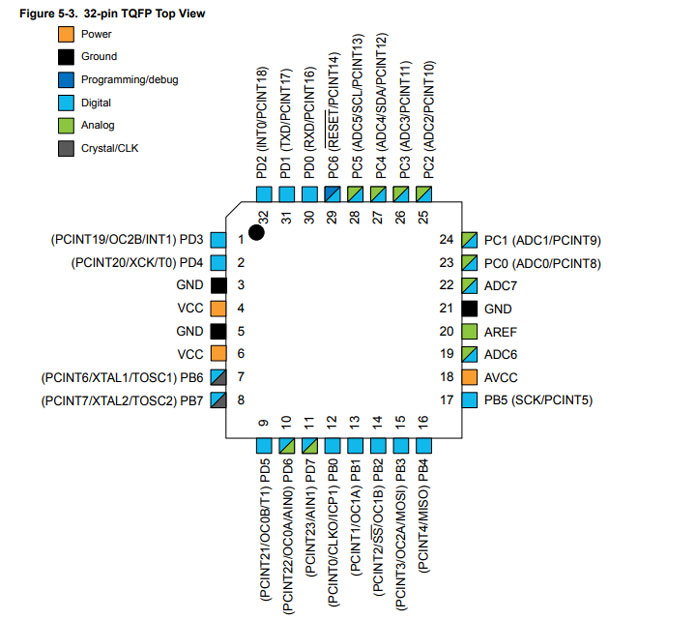 Figure 5-3. 32-pin TQFP Top View
Power
Ground
Programming/debug
Digital
Analog
Crystal/CLK
PD2 (INT0/PCINT18)
PD1 (TXD/PCINT17)
PD0 (RXD/PCINT16)
PC6 (RESET/PCINT14)
PC5 (ADC5/SCL/PCINT13)
PC4 (ADC4/SDA/PCINT12)
PC3 (ADC3/PCINT11)
PC2 (ADC2/PCINT10)
32
31
30
29
28
27
26
25
(PCINT19/OC2B/INT1) PD3
1
(PCINT20/XCK/T0) PD4
2
GND
3
VCC
4
GND
5
VCC
6
(PCINT6/XTAL1/TOSC1) PB6
7
(PCINT7/XTAL2/TOSC2) PB7
8
24
PC1 (ADC1/PCINT9)
23
PC0 (ADC0/PCINT8)
22
ADC7
21
GND
20
AREF
19
ADC6
18
AVCC
17
PB5 (SCK/PCINT5)
9
10
11
12
13
14
15
16
(PCINT21/OC0B/T1) PD5
(PCINT22/OC0A/AIN0) PD6
(PCINT23/AIN1) PD7
(PCINT0/CLKO/ICP1) PB0
(PCINT1/OC1A) PB1
(PCINT2/SS/OC1B) PB2
(PCINT3/OC2A/MOSI) PB3
(PCINT4/MISO) PB4